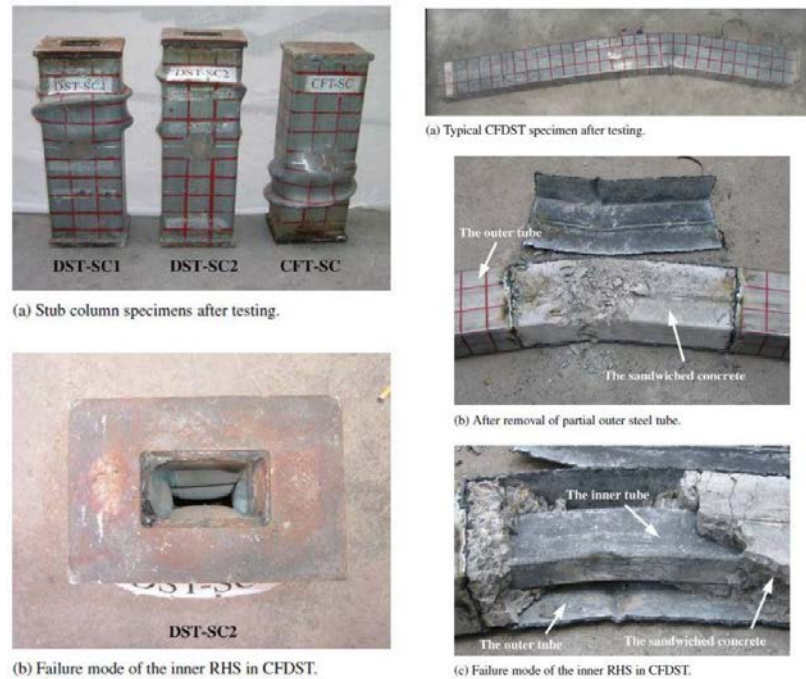 DST-SC1
DST-SC2
CFT-SC
DST-SC1
DST-SC2
CFT-SC
(a) Stub column specimens after testing.
DST-SC2
DST-SC2
(b) Failure mode of the inner RHS in CFDST.
(a) Typical CFDST specimen after testing.
The outer tube
The sandwiched concrete
(b) After removal of partial outer steel tube.
The inner tube
The outer tube
The sandwiched concrete
(c) Failure mode of the inner RHS in CFDST.